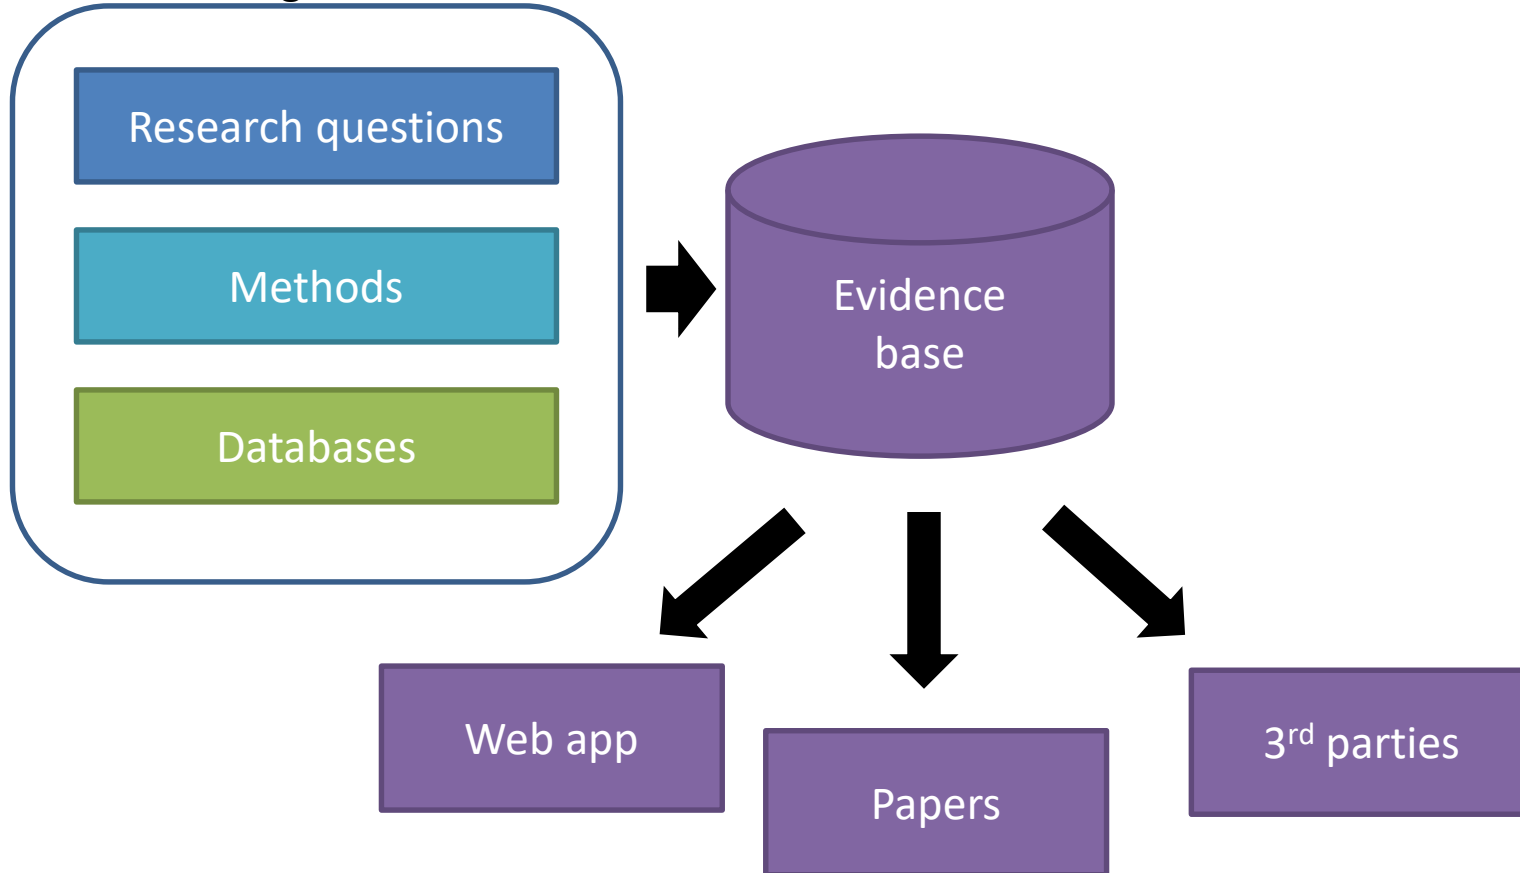 Research questions
Methods
Databases
Evidence
base
Web app
Papers
3rd parties